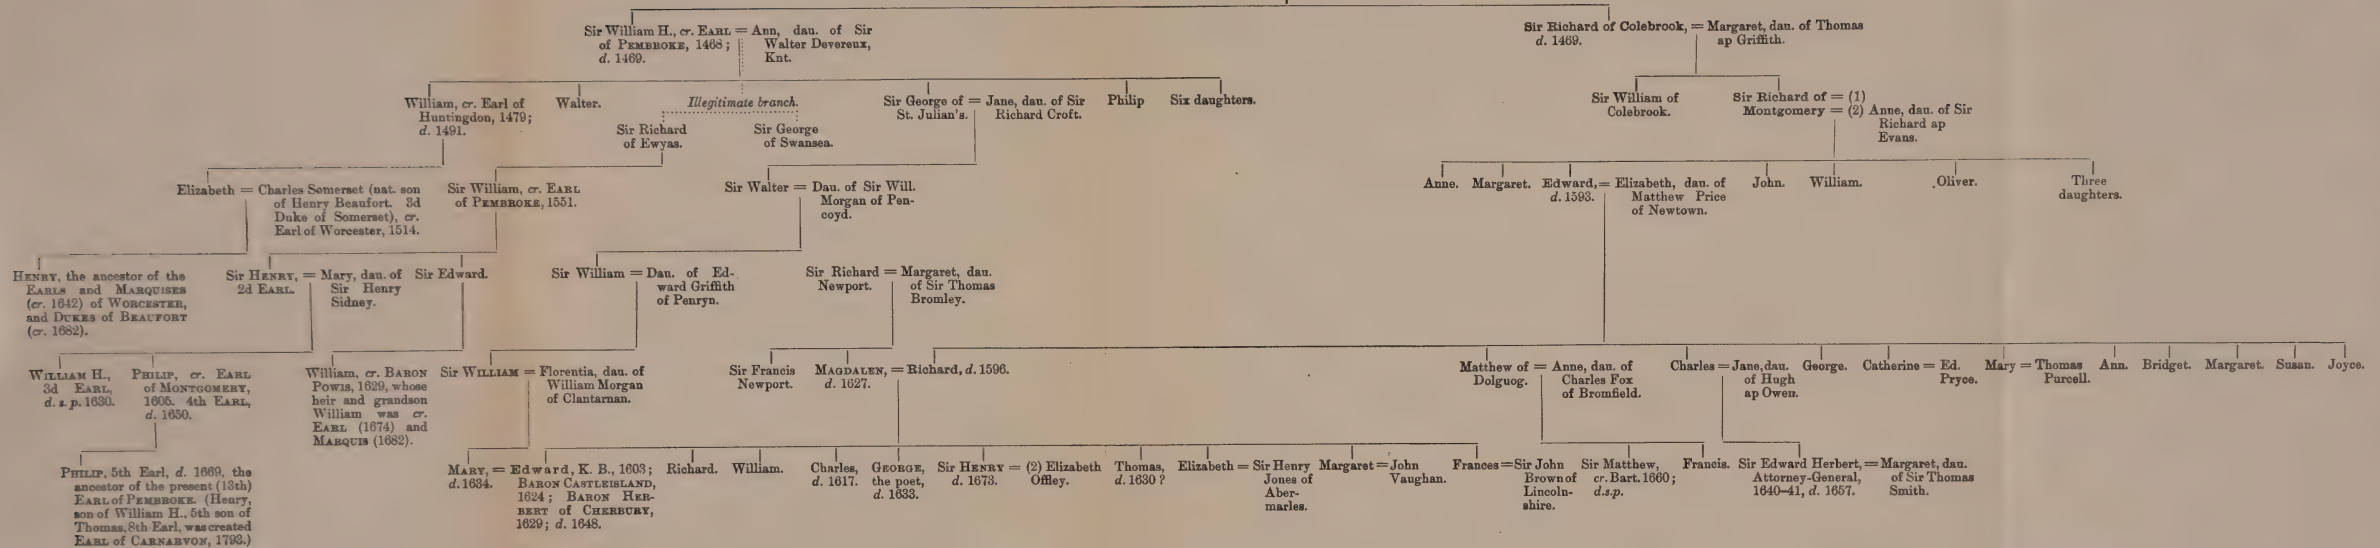 Sir William H., cr. EARL = Ann, dau. of Sir
of PEMBROKE, 1468; Walter Devereux,
d. 1469. Knt.
Sir Richard of Colebrook, = Margaret, dau. of Thomas
d. 1469. ap Griffith.
William, cr. Earl of
Huntingdon, 1479;
d. 1491.
Walter.
Illegitimate branch.
Sir Richard
of Ewyas.
Sir George
of Swansea.
Sir George of = Jane, dau. of Sir
St. Julian's. Richard Croft.
Philip
Six daughters.
Sir William of
Colebrook.
Sir Richard of = (1)
Montgomery = (2) Anne, dau. of Sir
Richard ap
Evans.
Elizabeth = Charles Somerset (nat. son
of Henry Beaufort. 3d
Duke of Somerset), cr.
Earl of Worcester, 1514.
Sir William, cr. EARL
of PEMBROKE, 1551.
Sir Walter = Dau. of Sir Will.
Morgan of Pen-
coyd.
Anne.
Margaret.
Edward, = Elizabeth, dau. of
d. 1593. Matthew Price
of Newtown.
John.
William.
Oliver.
Three
daughters.
HENRY, the ancestor of the
EARLS and MARQUISES
(cr. 1642) of WORCESTER,
and DUKES of BEAUFORT
(cr. 1682).
Sir HENRY, = Mary, dau. of
2d EARL. Sir Henry
Sidney.
Sir Edward.
Sir William = Dau. of Ed-
ward Griffith
of Penryn.
Sir Richard = Margaret, dau.
Newport. of Sir Thomas
Bromley.
WILLIAM H.,
3d EARL,
d. s. p. 1630.
PHILIP, cr. EARL
of MONTGOMERY,
1605. 4th EARL,
d. 1650.
William, cr. BARON
POWIS, 1629, whose
heir and grandson
William was cr.
EARL (1674) and
MARQUIS (1682).
Sir WILLIAM = Florentia, dau. of
William Morgan
of Clantarnan.
Sir Francis
Newport.
MAGDALEN, = Richard, d. 1596.
d. 1627.
Matthew of = Anne, dau. of
Dolguog. Charles Fox
of Bromfield.
Charles = Jane, dau.
of Hugh
ap Owen.
George.
Catherine = Ed.
Pryce.
Mary = Thomas
Purcell.
Ann.
Bridget.
Margaret.
Susan.
Joyce.
PHILIP, 5th Earl, d. 1669, the
ancestor of the present (13th)
EARL of PEMBROKE. (Henry,
son of William H., 5th son of
Thomas, 8th Earl, was created
EARL of CARNARVON, 1793.)
MARY, = Edward, K. B., 1603;
d. 1634. BARON CASTLEISLAND,
1624; BARON HER-
BERT of CHERBURY,
1629; d. 1648.
Richard.
William.
Charles,
d. 1617.
GEORGE,
the poet,
d. 1633.
Sir HENRY = (2) Elizabeth
d. 1673. Offley.
Thomas,
d. 1630 ?
Elizabeth = Sir Henry
Jones of
Aber-
marles.
Margaret = John
Vaughan.
Frances = Sir John
Brown of
Lincoln-
shire.
Sir Matthew,
cr. Bart. 1660;
d.s.p.
Francis.
Sir Edward Herbert, = Margaret, dau.
Attorney-General, of Sir Thomas
1640–41, d. 1657. Smith.